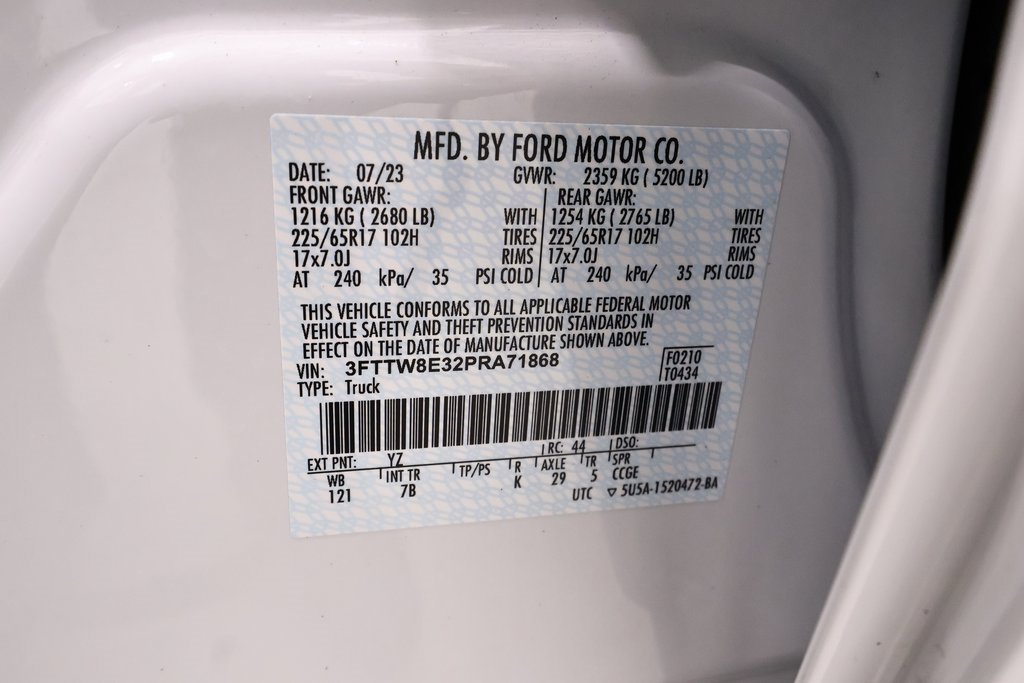 MFD. BY FORD MOTOR CO.
DATE: 07/23 GVWR: 2359 KG ( 5200 LB)
FRONT GAWR: REAR GAWR:
1216 KG ( 2680 LB) WITH 1254 KG ( 2765 LB) WITH
225/65R17 102H TIRES 225/65R17 102H TIRES
17x7.0J RIMS 17x7.0J RIMS
AT 240 kPa/ 35 PSI COLD AT 240 kPa/ 35 PSI COLD
THIS VEHICLE CONFORMS TO ALL APPLICABLE FEDERAL MOTOR
VEHICLE SAFETY AND THEFT PREVENTION STANDARDS IN
EFFECT ON THE DATE OF MANUFACTURE SHOWN ABOVE.
VIN: 3FTTW8E32PRA71868 F0210
TYPE: Truck T0434
EXT PNT: YZ RC: 44 DSO:
WB INT TR TP/PS R AXLE TR SPR
121 7B K 29 5 CCGE
UTC ▽ 5U5A-1520472-BA